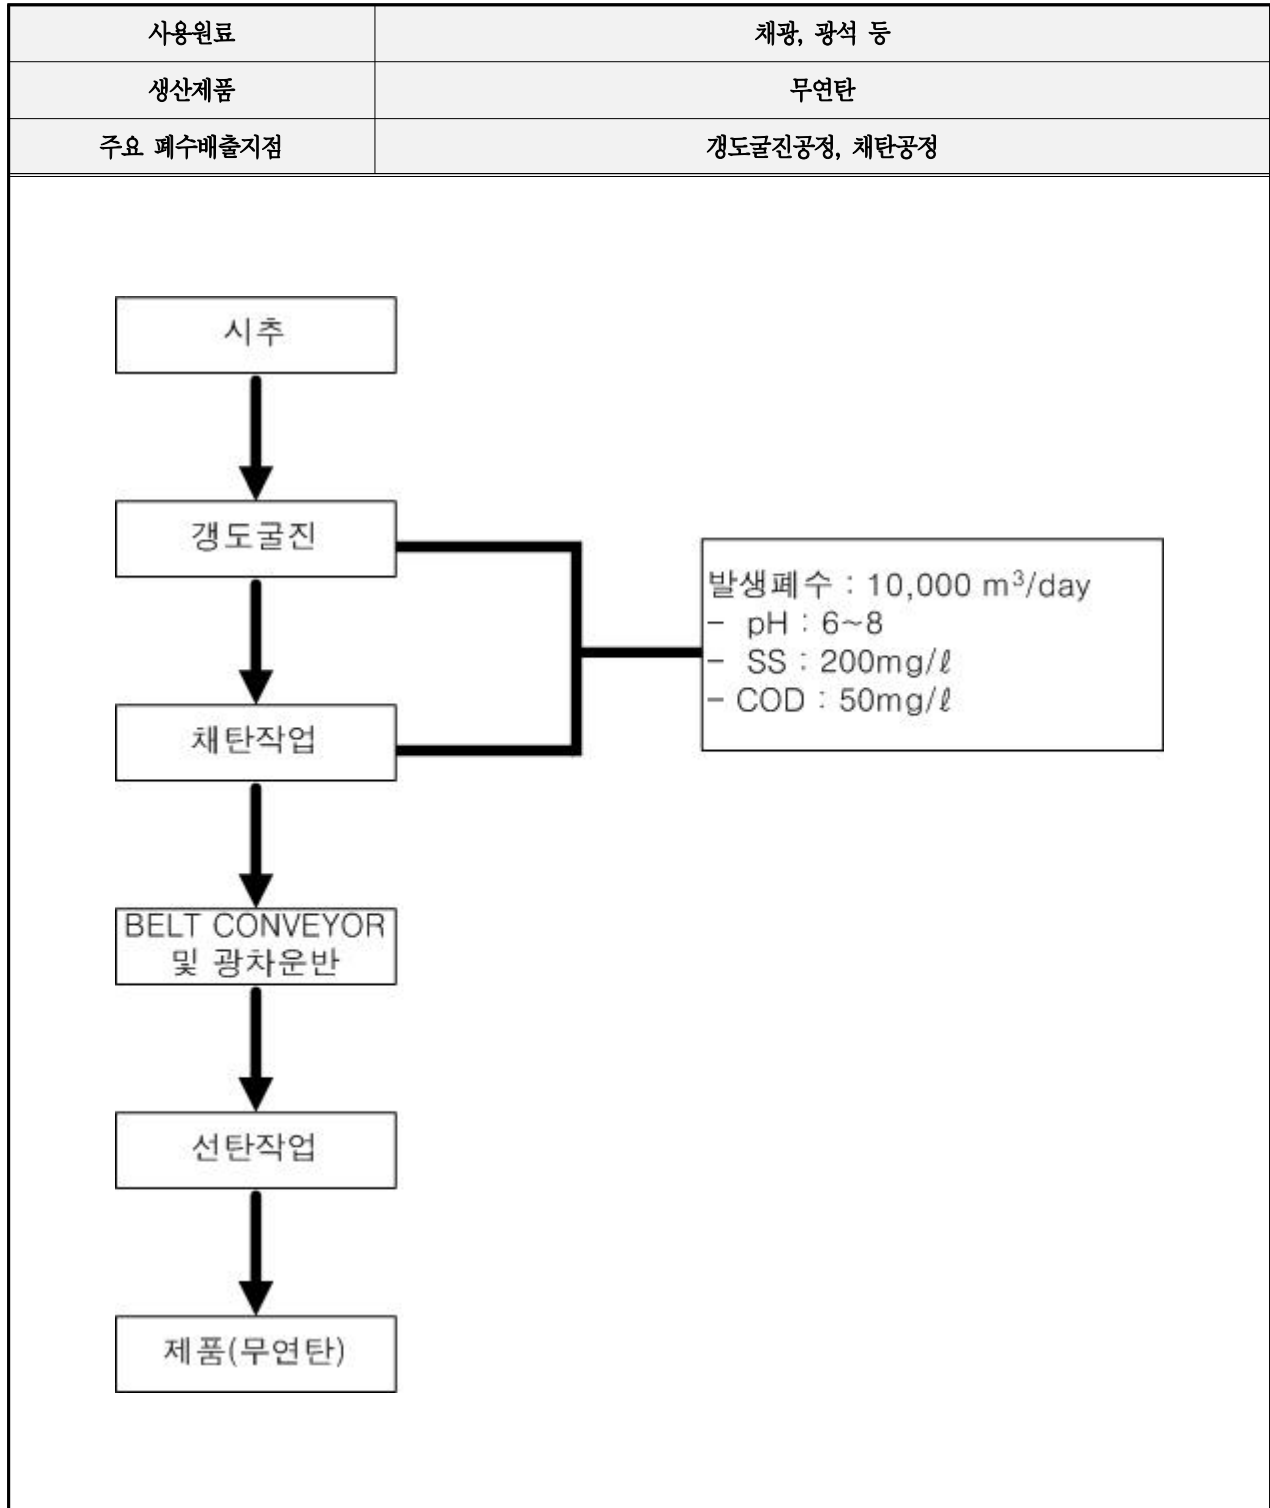 사용원료 채광, 광석 등
생산제품 무연탄
주요 폐수배출지점 갱도굴진공정, 채탄공정
시추
갱도굴진
발생폐수 : 10,000 m³/day
- pH : 6~8
- SS : 200mg/ℓ
- COD : 50mg/ℓ
채탄작업
BELT CONVEYOR
및 광차운반
선탄작업
제품(무연탄)